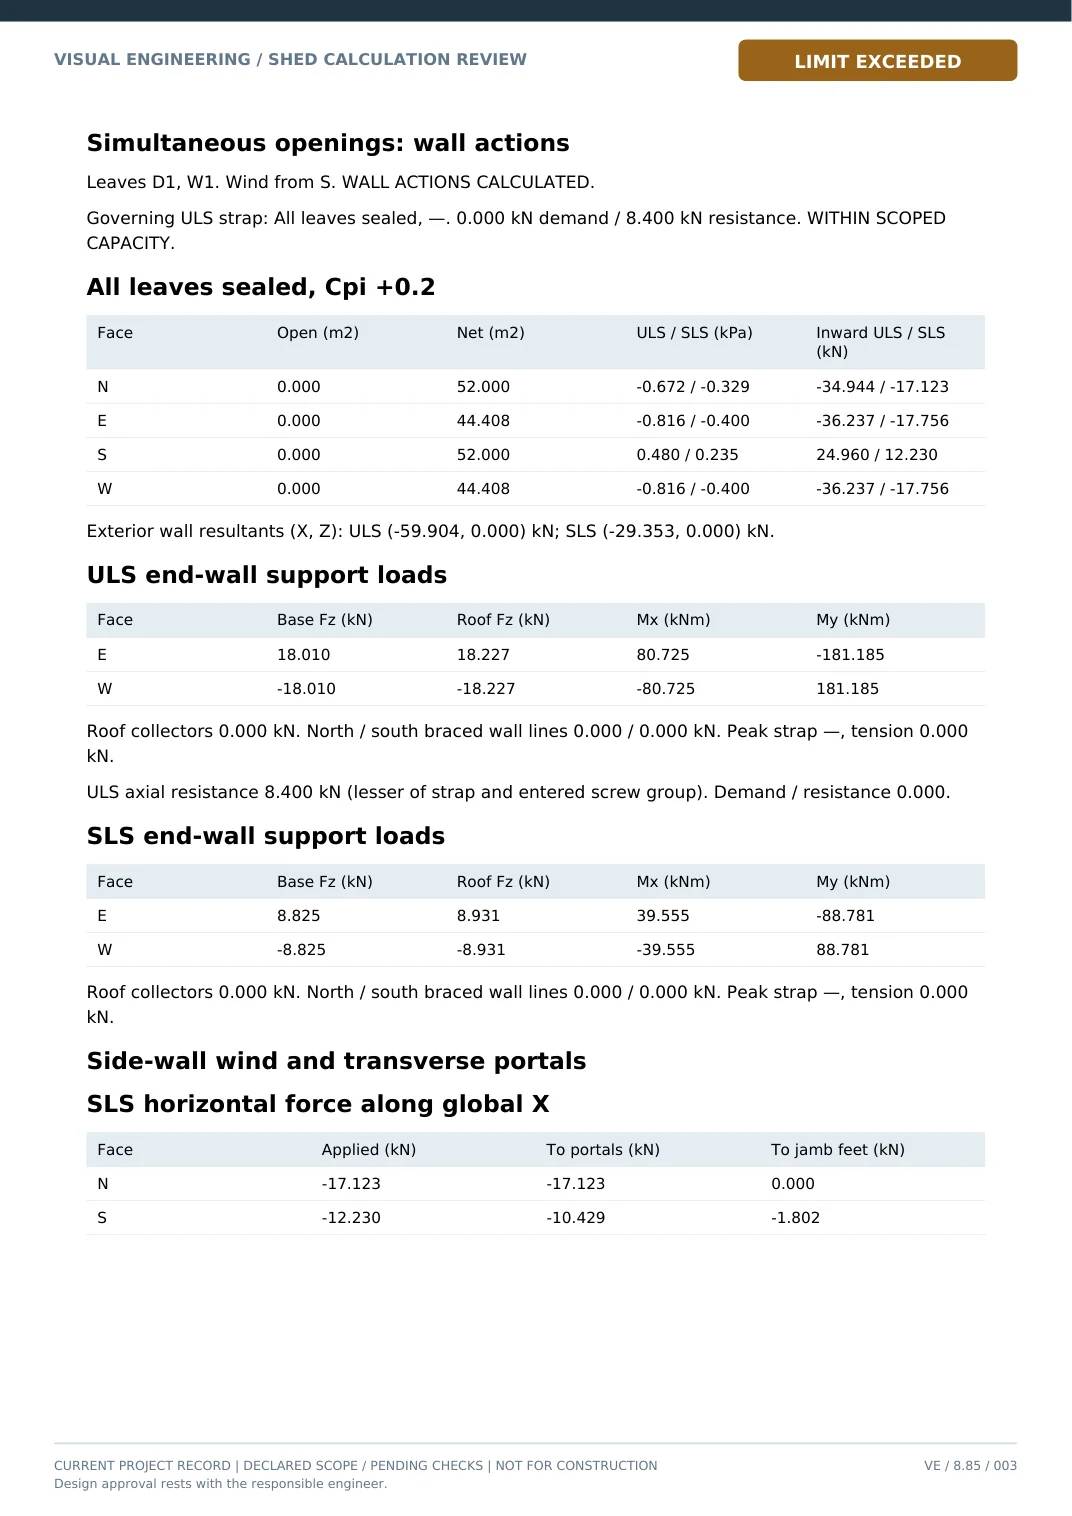 VISUAL ENGINEERING / SHED CALCULATION REVIEW
LIMIT EXCEEDED
Simultaneous openings: wall actions
Leaves D1, W1. Wind from S. WALL ACTIONS CALCULATED.
Governing ULS strap: All leaves sealed, —. 0.000 kN demand / 8.400 kN resistance. WITHIN SCOPED
CAPACITY.
All leaves sealed, Cpi +0.2
Face Open (m2) Net (m2) ULS / SLS (kPa) Inward ULS / SLS
(kN)
N 0.000 52.000 -0.672 / -0.329 -34.944 / -17.123
E 0.000 44.408 -0.816 / -0.400 -36.237 / -17.756
S 0.000 52.000 0.480 / 0.235 24.960 / 12.230
W 0.000 44.408 -0.816 / -0.400 -36.237 / -17.756
Exterior wall resultants (X, Z): ULS (-59.904, 0.000) kN; SLS (-29.353, 0.000) kN.
ULS end-wall support loads
Face Base Fz (kN) Roof Fz (kN) Mx (kNm) My (kNm)
E 18.010 18.227 80.725 -181.185
W -18.010 -18.227 -80.725 181.185
Roof collectors 0.000 kN. North / south braced wall lines 0.000 / 0.000 kN. Peak strap —, tension 0.000
kN.
ULS axial resistance 8.400 kN (lesser of strap and entered screw group). Demand / resistance 0.000.
SLS end-wall support loads
Face Base Fz (kN) Roof Fz (kN) Mx (kNm) My (kNm)
E 8.825 8.931 39.555 -88.781
W -8.825 -8.931 -39.555 88.781
Roof collectors 0.000 kN. North / south braced wall lines 0.000 / 0.000 kN. Peak strap —, tension 0.000
kN.
Side-wall wind and transverse portals
SLS horizontal force along global X
Face Applied (kN) To portals (kN) To jamb feet (kN)
N -17.123 -17.123 0.000
S -12.230 -10.429 -1.802
CURRENT PROJECT RECORD | DECLARED SCOPE / PENDING CHECKS | NOT FOR CONSTRUCTION
VE / 8.85 / 003
Design approval rests with the responsible engineer.